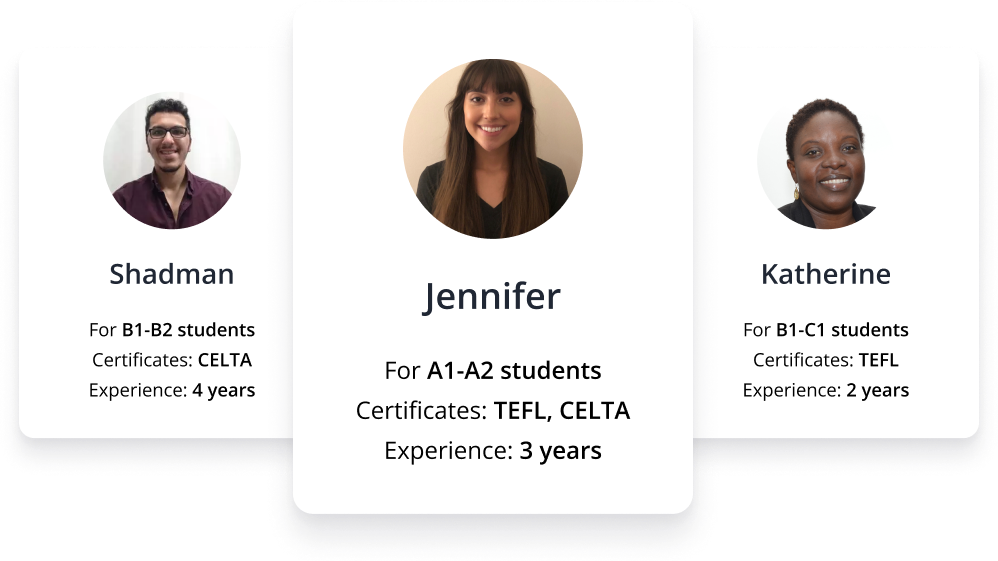 Shadman
For B1-B2 students
Certificates: CELTA
Experience: 4 years
Jennifer
For A1-A2 students
Certificates: TEFL, CELTA
Experience: 3 years
Katherine
For B1-C1 students
Certificates: TEFL
Experience: 2 years